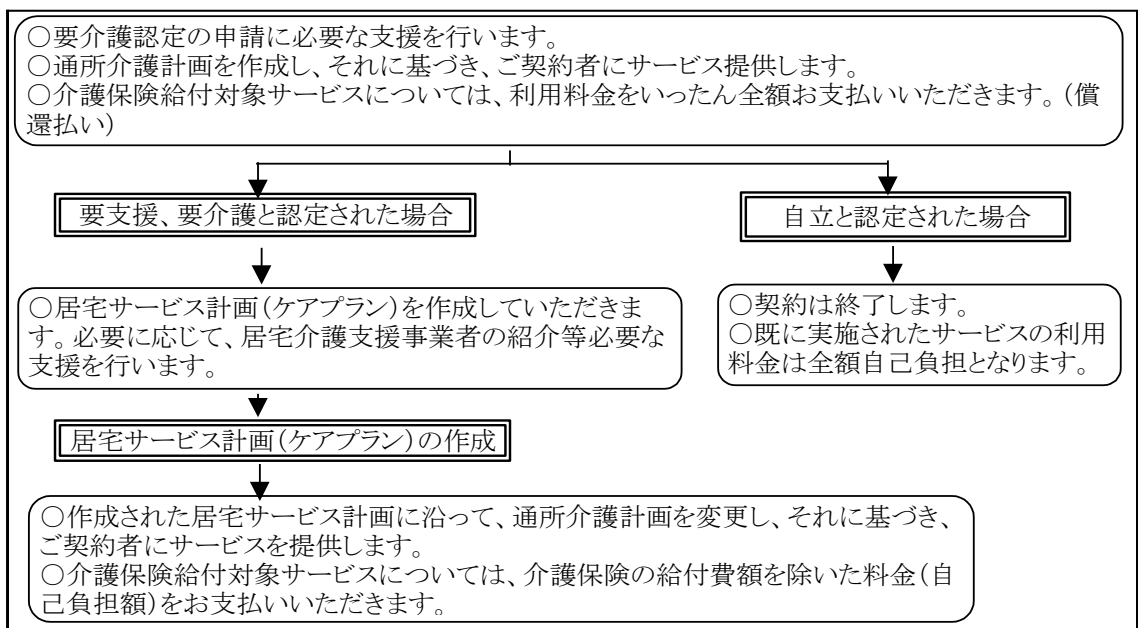 ○要介護認定の申請に必要な支援を行います。
○通所介護計画を作成し、それに基づき、ご契約者にサービス提供します。
○介護保険給付対象サービスについては、利用料金をいったん全額お支払いいただきます。（償
還払い）
要支援、要介護と認定された場合
自立と認定された場合
○居宅サービス計画（ケアプラン）を作成していただきま
す。必要に応じて、居宅介護支援事業者の紹介等必要な
支援を行います。
○契約は終了します。
○既に実施されたサービスの利用
料金は全額自己負担となります。
居宅サービス計画（ケアプラン）の作成
○作成された居宅サービス計画に沿って、通所介護計画を変更し、それに基づき、
ご契約者にサービスを提供します。
○介護保険給付対象サービスについては、介護保険の給付費額を除いた料金（自
己負担額）をお支払いいただきます。